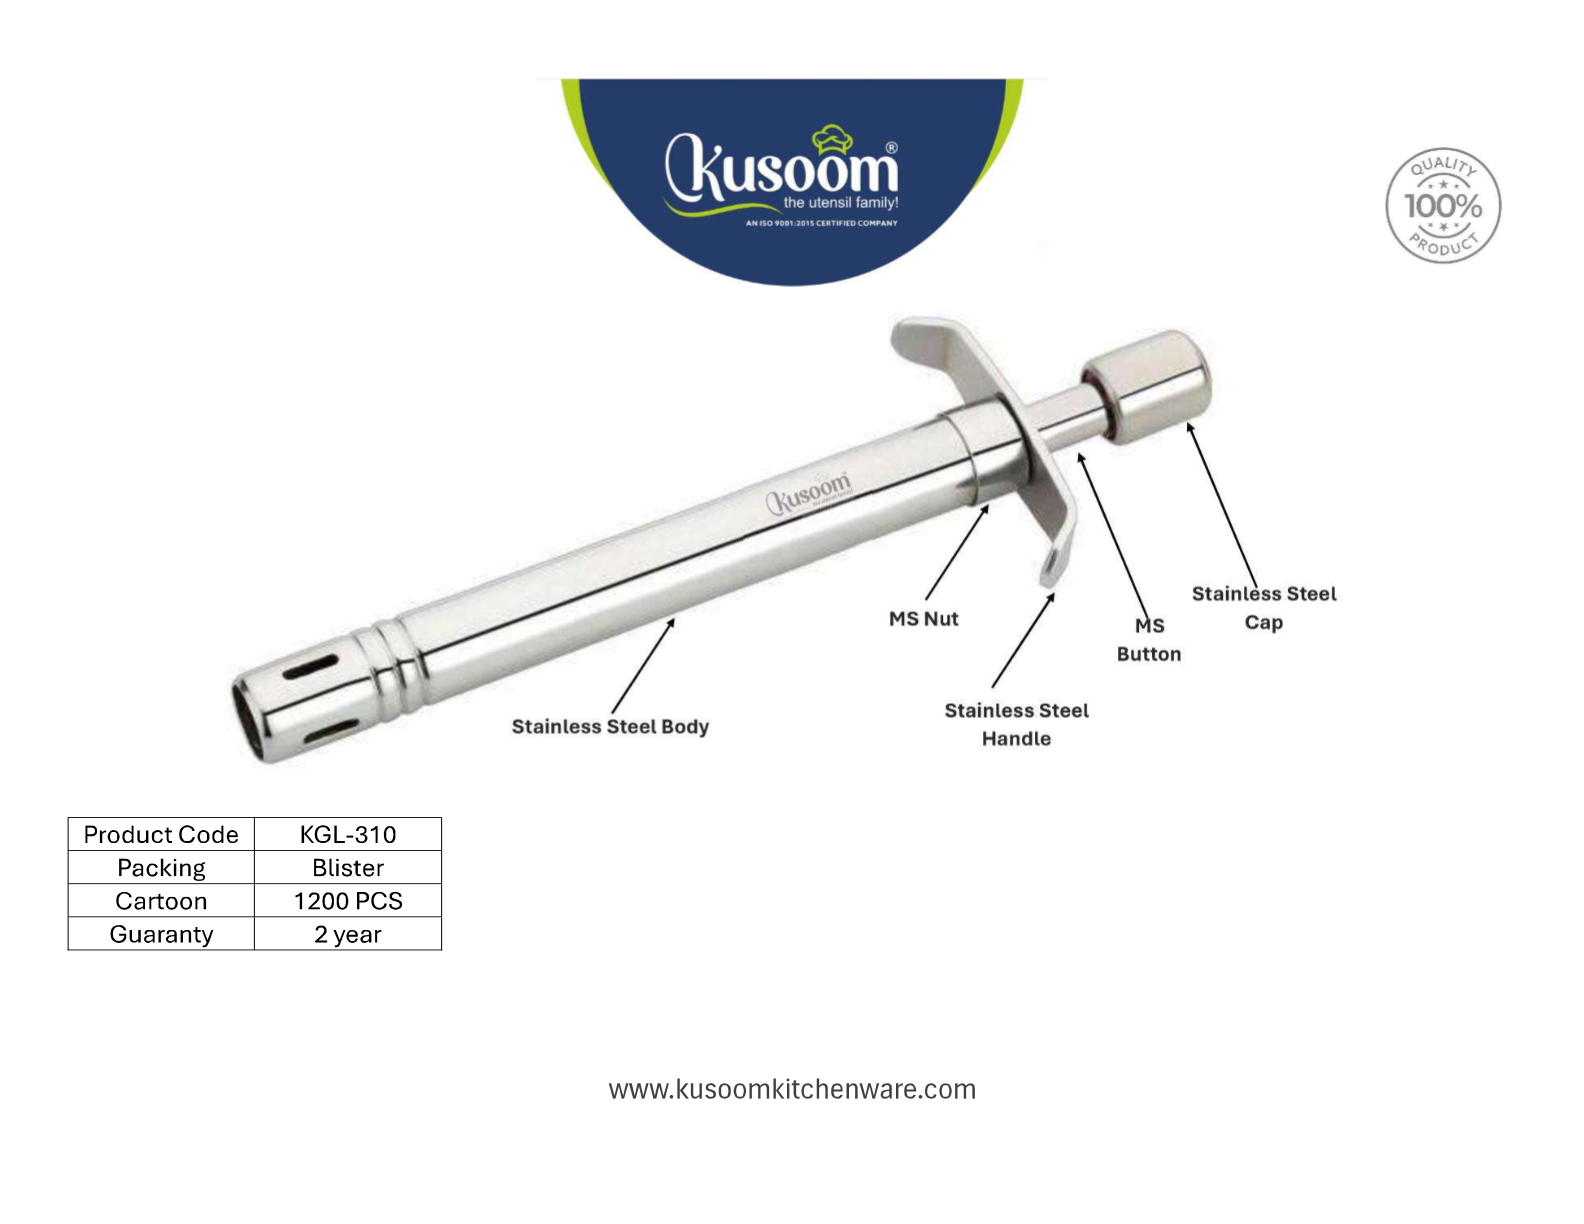 Kusoom®
the utensil family!
AN ISO 9001:2015 CERTIFIED COMPANY
QUALITY
100%
PRODUCT
Kusoom
MS Nut
Stainless Steel
Cap
MS
Button
Stainless Steel Body
Stainless Steel
Handle
Product Code KGL-310
Packing Blister
Cartoon 1200 PCS
Guaranty 2 year
www.kusoomkitchenware.com